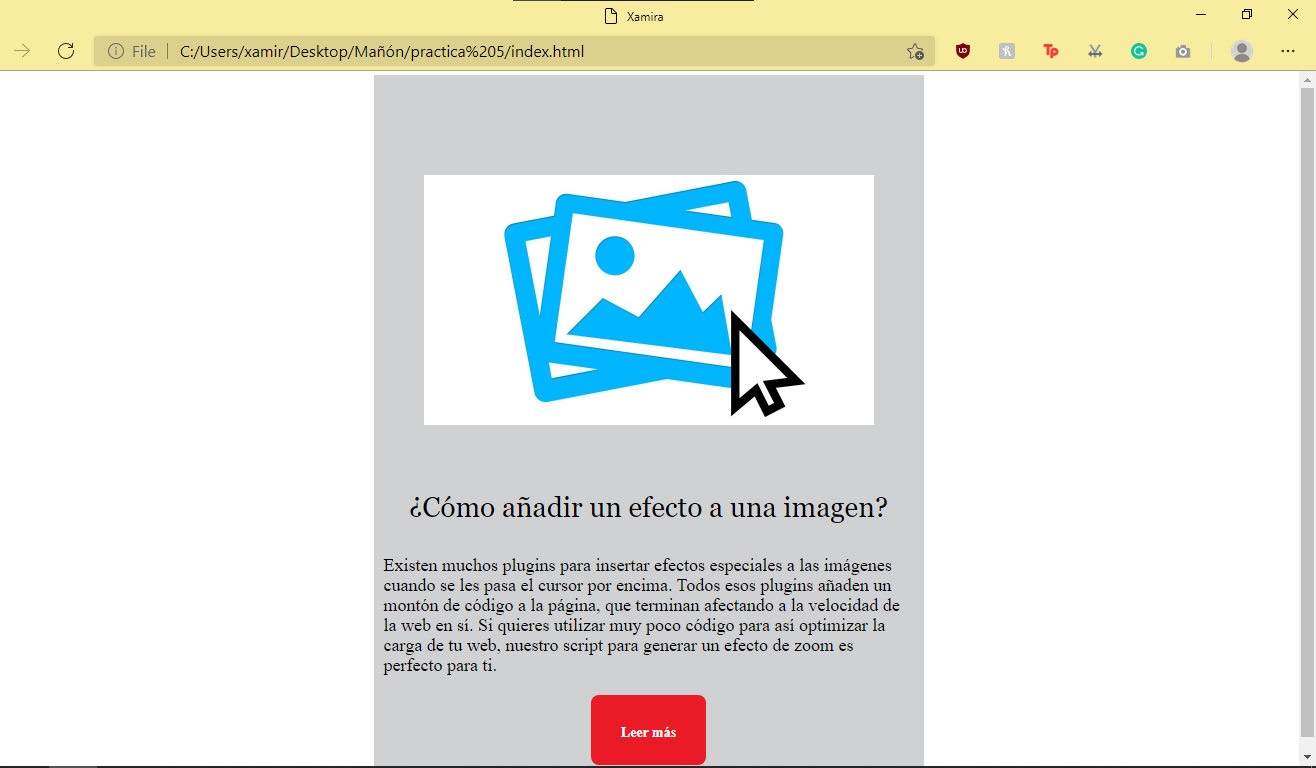 Xamira
File
C:/Users/xamir/Desktop/Mañón/practica%205/index.html
¿Cómo añadir un efecto a una imagen?
Existen muchos plugins para insertar efectos especiales a las imágenes
cuando se les pasa el cursor por encima. Todos esos plugins añaden un
montón de código a la página, que terminan afectando a la velocidad de
la web en sí. Si quieres utilizar muy poco código para así optimizar la
carga de tu web, nuestro script para generar un efecto de zoom es
perfecto para ti.
Leer más